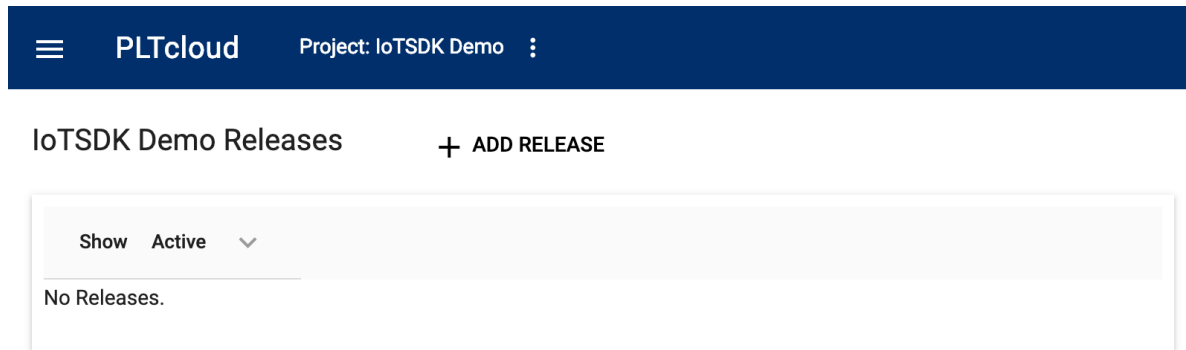 PLTcloud Project: IoTSDK Demo
IoTSDK Demo Releases + ADD RELEASE
Show Active
No Releases.